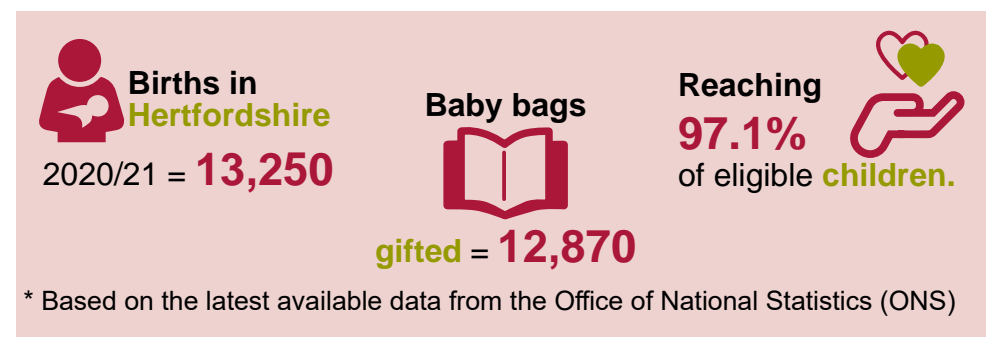 Births in
Hertfordshire
2020/21 = 13,250
Baby bags
gifted = 12,870
Reaching
97.1%
of eligible children.
* Based on the latest available data from the Office of National Statistics (ONS)